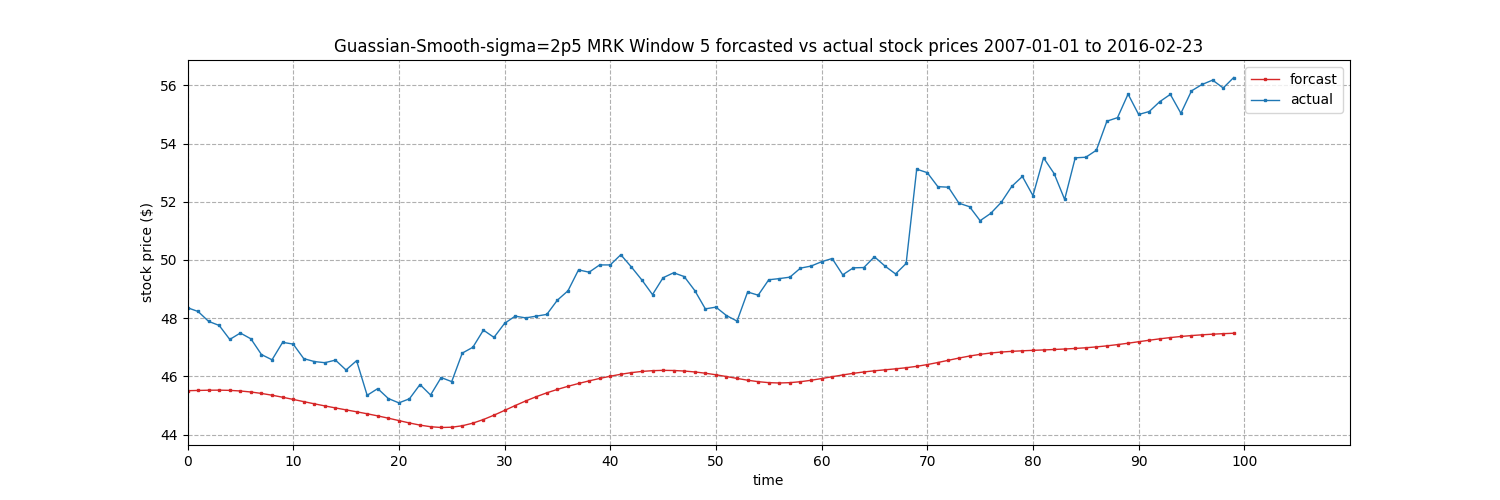 Guassian-Smooth-sigma=2p5 MRK Window 5 forcasted vs actual stock prices 2007-01-01 to 2016-02-23
forcast
actual
56
54
52
50
48
46
44
stock price ($)
0 10 20 30 40 50 60 70 80 90 100
time